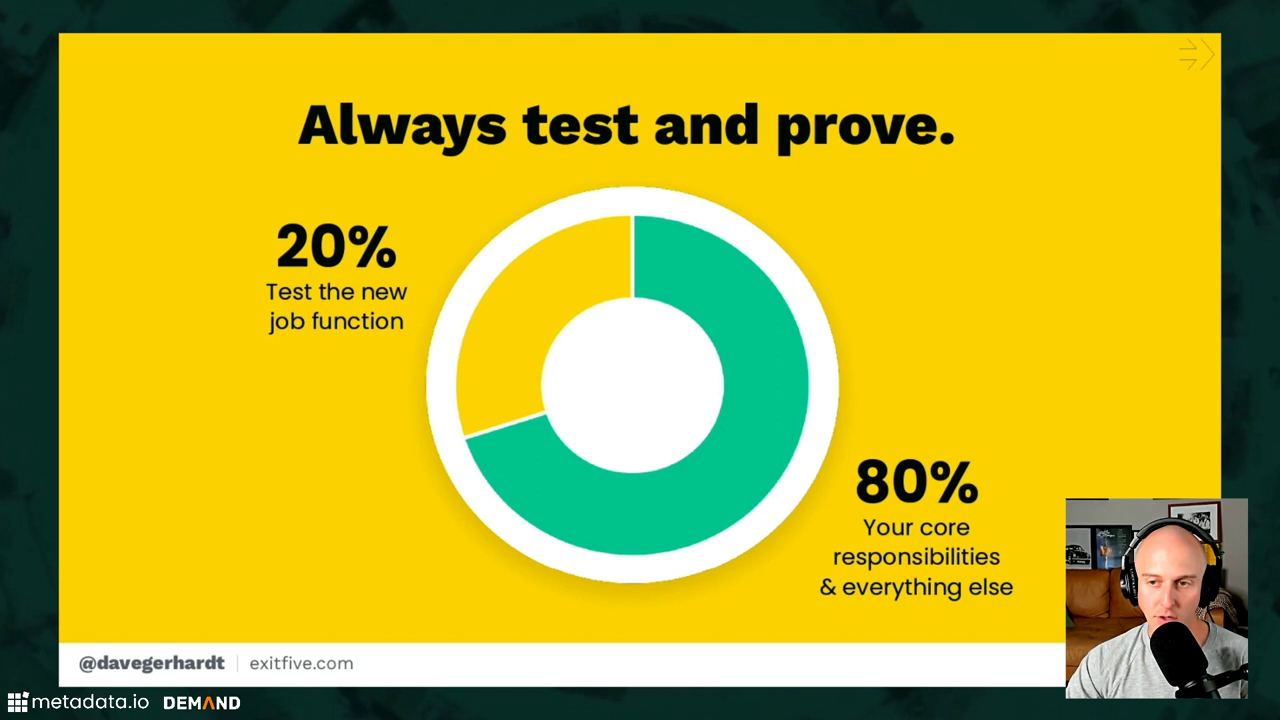 Always test and prove.
20%
Test the new
job function
80%
Your core
responsibilities
& everything else
@davegerhardt | exitfive.com
metadata.io DEMAND